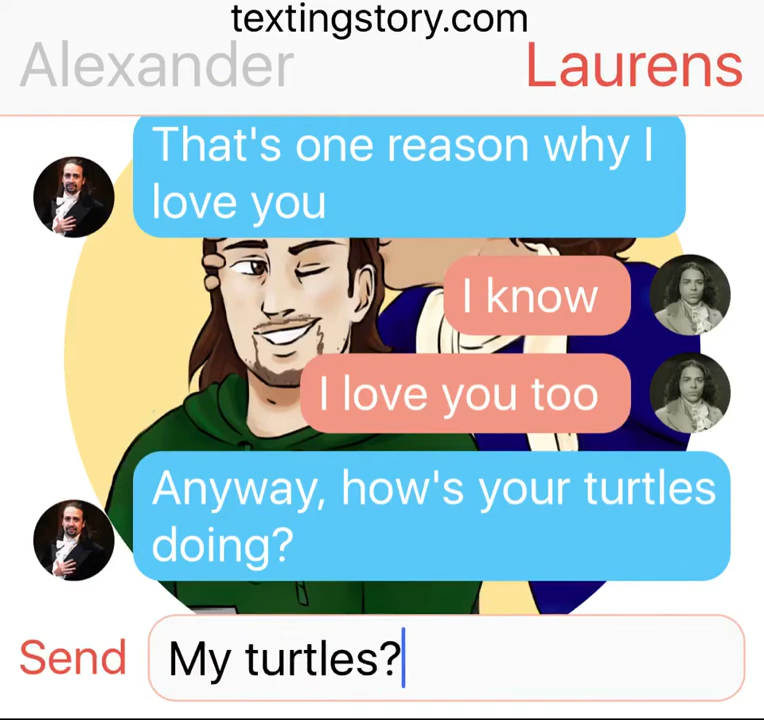 textingstory.com
Alexander
Laurens
That's one reason why I
love you
I know
I love you too
Anyway, how's your turtles
doing?
Send
My turtles?